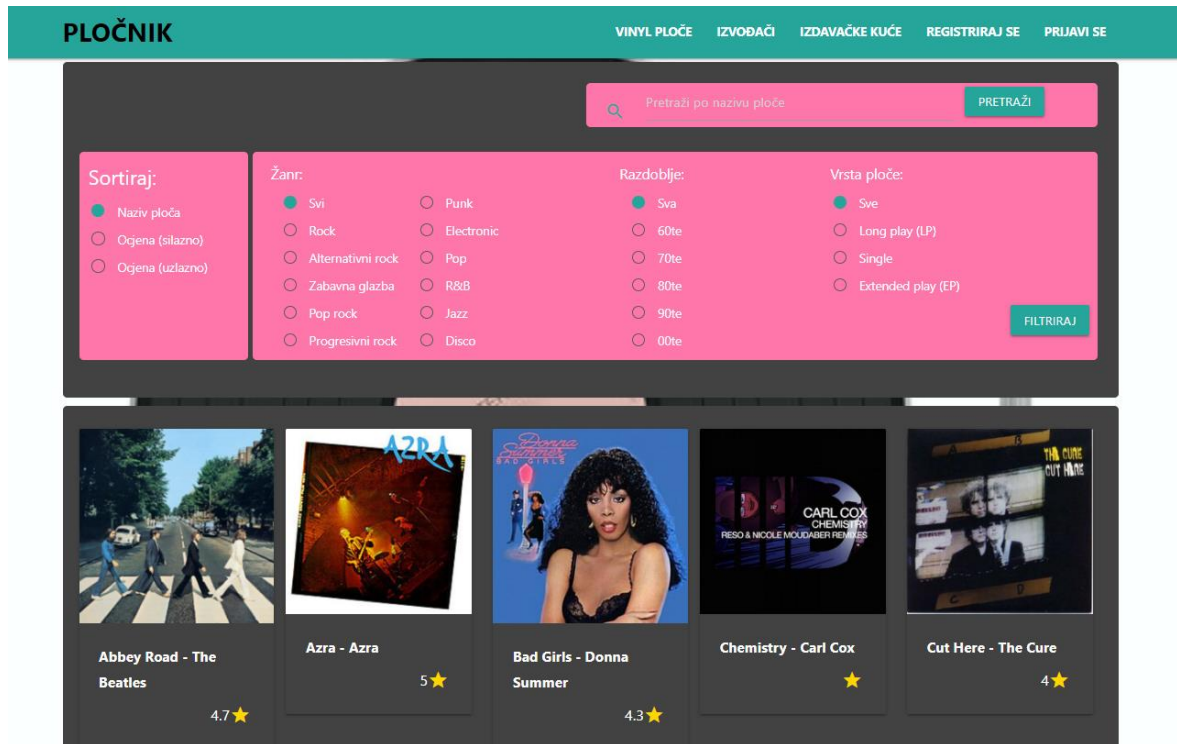 PLOČNIK
VINYL PLOČE IZVOĐAČI IZDAVAČKE KUĆE REGISTRIRAJ SE PRIJAVI SE
Pretraži po nazivu ploče
PRETRAŽI
Sortiraj:
Naziv ploča
Ocjena (silazno)
Ocjena (uzlazno)
Žanr:
Svi
Rock
Alternativni rock
Zabavna glazba
Pop rock
Progresivni rock
Punk
Electronic
Pop
R&B
Jazz
Disco
Razdoblje:
Sva
60te
70te
80te
90te
00te
Vrsta ploče:
Sve
Long play (LP)
Single
Extended play (EP)
FILTRIRAJ
Donna
Summer
BAD GIRLS
AZRA
CARL COX
CHEMISTRY
RESO & NICOLE MOUDABER REMIXES
A B
THE CURE
CUT HERE
C D
Abbey Road - The
Beatles
4.7
Azra - Azra
5
Bad Girls - Donna
Summer
4.3
Chemistry - Carl Cox
Cut Here - The Cure
4